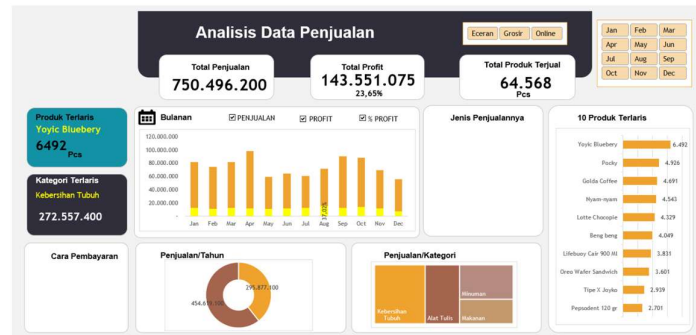 Analisis Data Penjualan
Eceran Grosir Online
Jan Feb Mar
Apr May Jun
Jul Aug Sep
Oct Nov Dec
Total Penjualan
750.496.200
Total Profit
143.551.075
23,65%
Total Produk Terjual
64.568
Pcs
Produk Terlaris
Yoyic Bluebery
6492
Pcs
Kategori Terlaris
Kebersihan Tubuh
272.557.400
Bulanan
PENJUALAN
PROFIT
% PROFIT
120.000.000
100.000.000
80.000.000
60.000.000
40.000.000
20.000.000
-
Jan Feb Mar Apr May Jun Jul Aug Sep Oct Nov Dec
Jenis Penjualannya
10 Produk Terlaris
Yoyic Bluebery 6.492
Pocky 4.926
Golda Coffee 4.691
Nyam-nyam 4.543
Lotte Chocopie 4.329
Beng beng 4.049
Lifebuoy Cair 900 Ml 3.831
Oreo Wafer Sandwich 3.603
Tipe X Joyko 2.939
Pepsodent 120 gr 2.701
Cara Pembayaran
Penjualan/Tahun
295.877.100
Penjualan/Kategori
Kebersihan
Tubuh
Alat Tulis
Minuman
Makanan